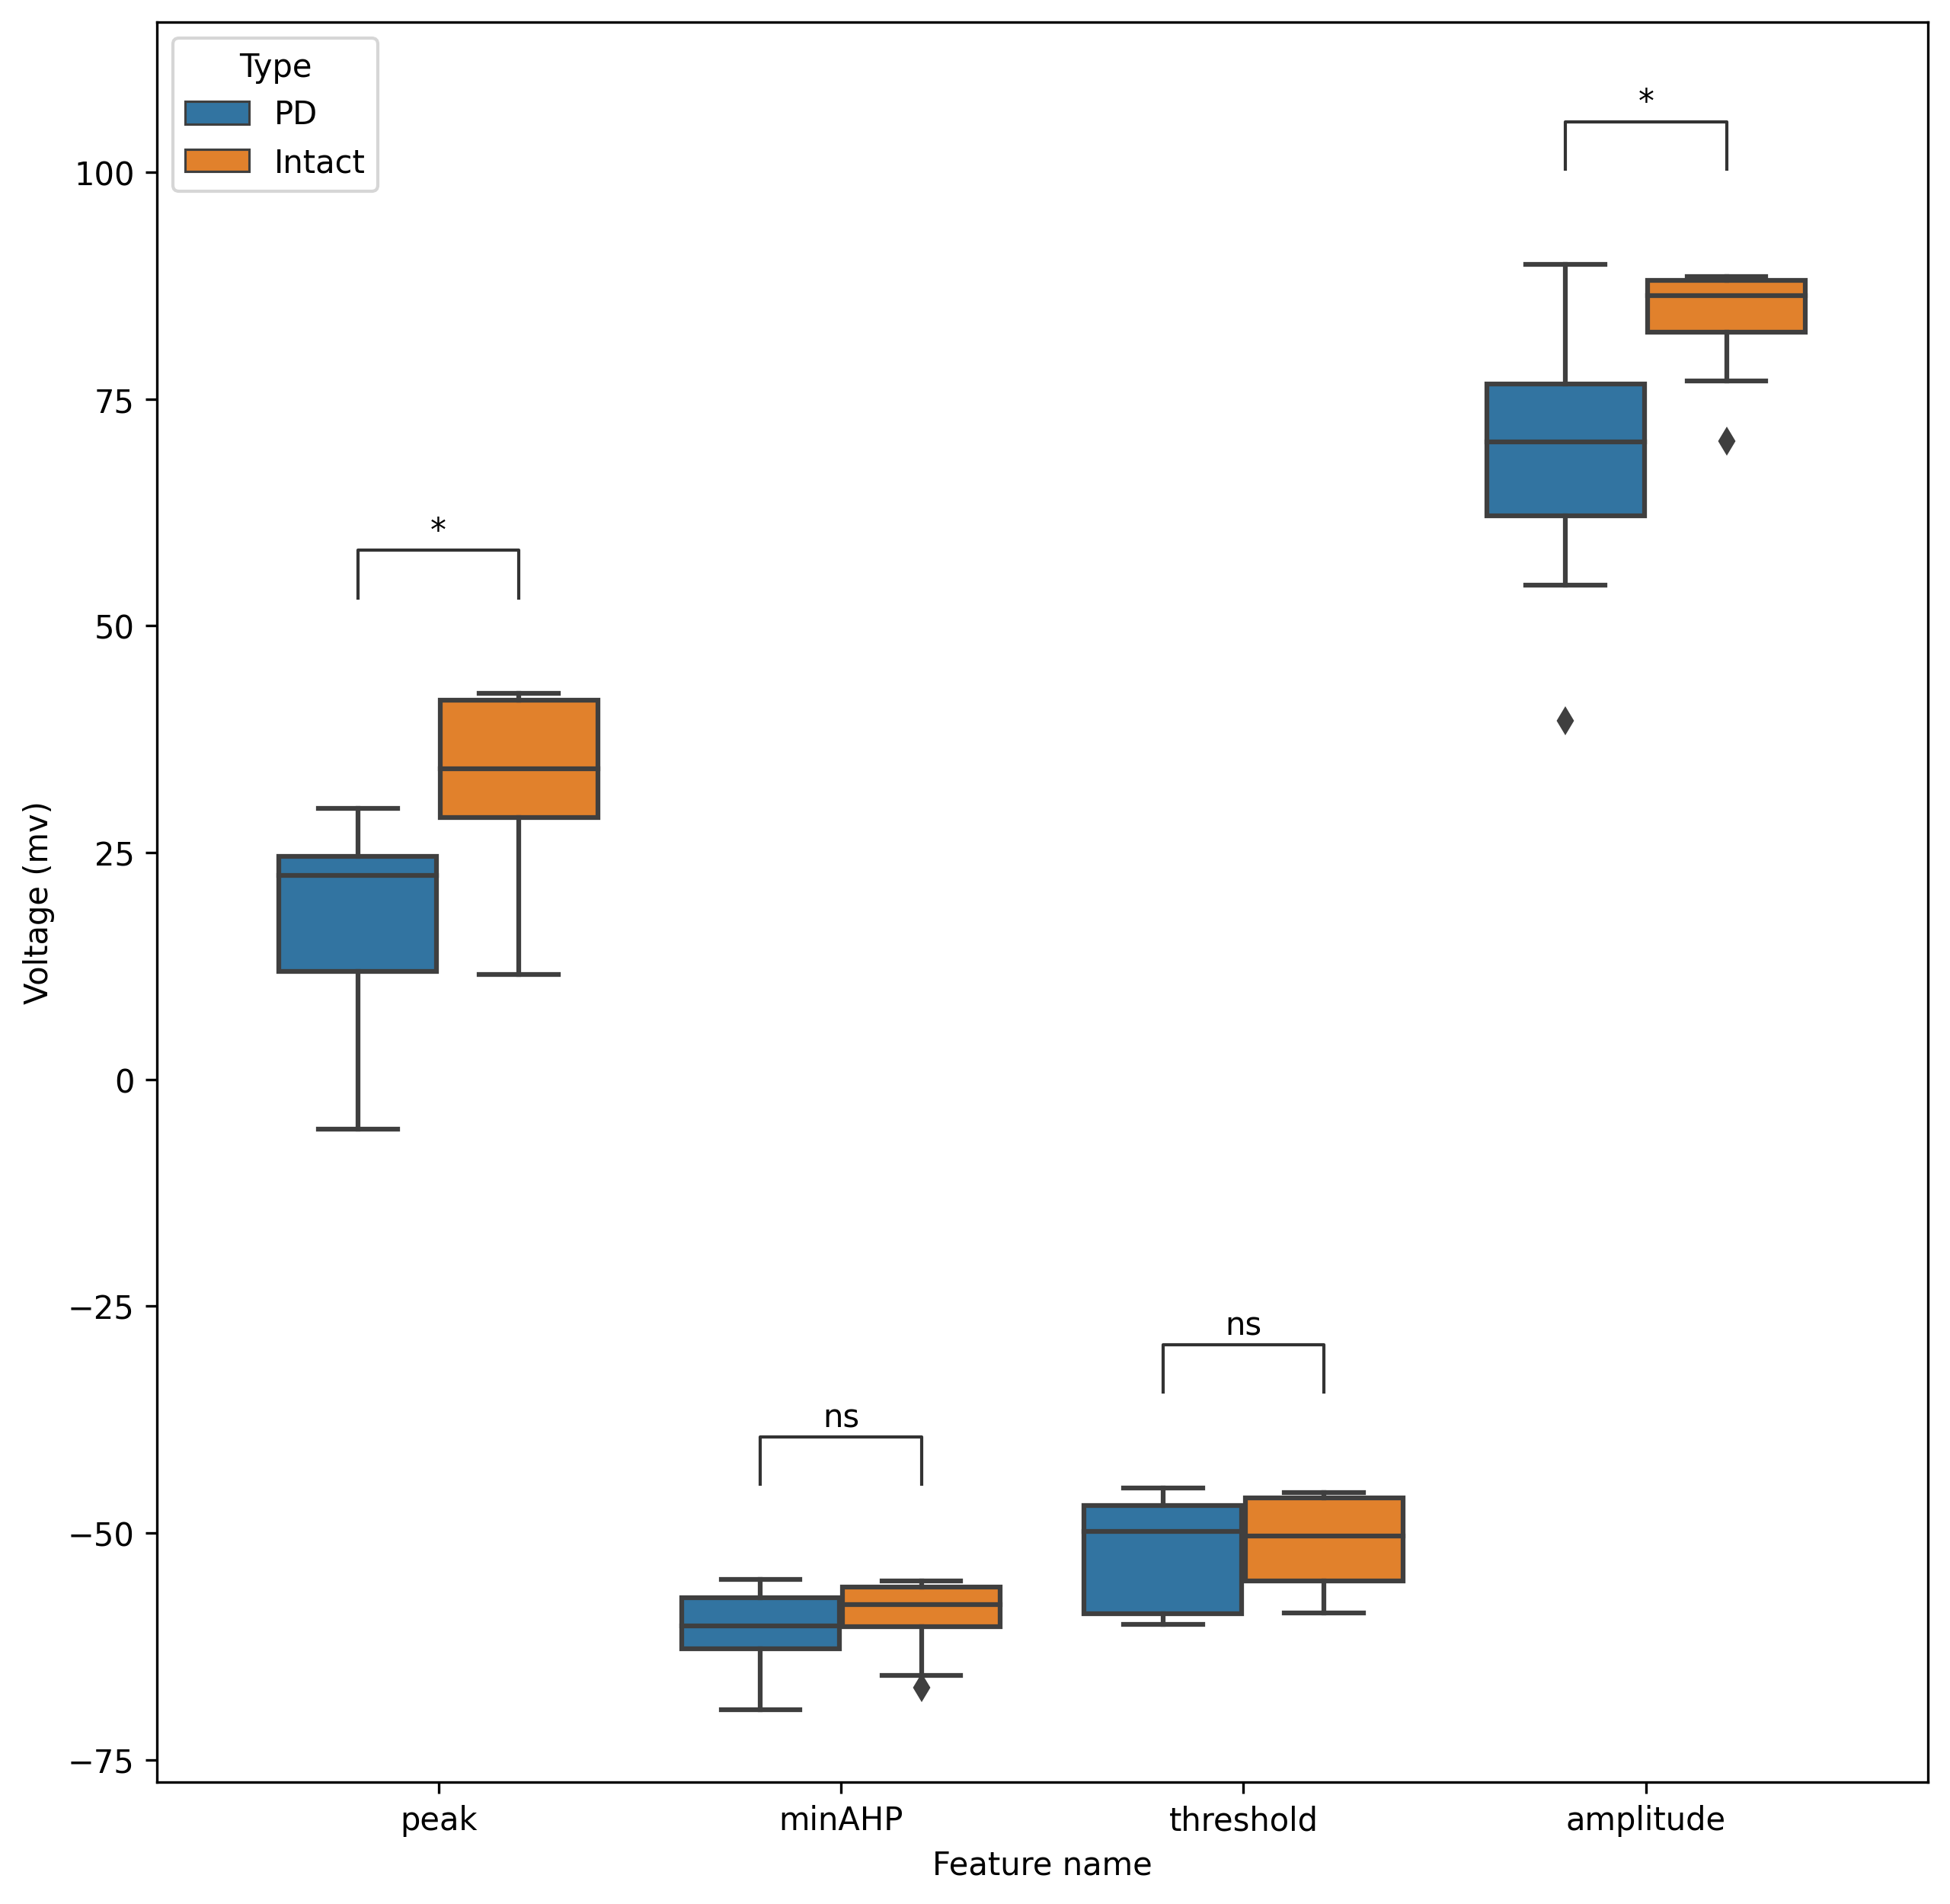 Type
PD
Intact
*
*
ns
ns
100
75
50
25
0
−25
−50
−75
Voltage (mv)
peak
minAHP
threshold
amplitude
Feature name